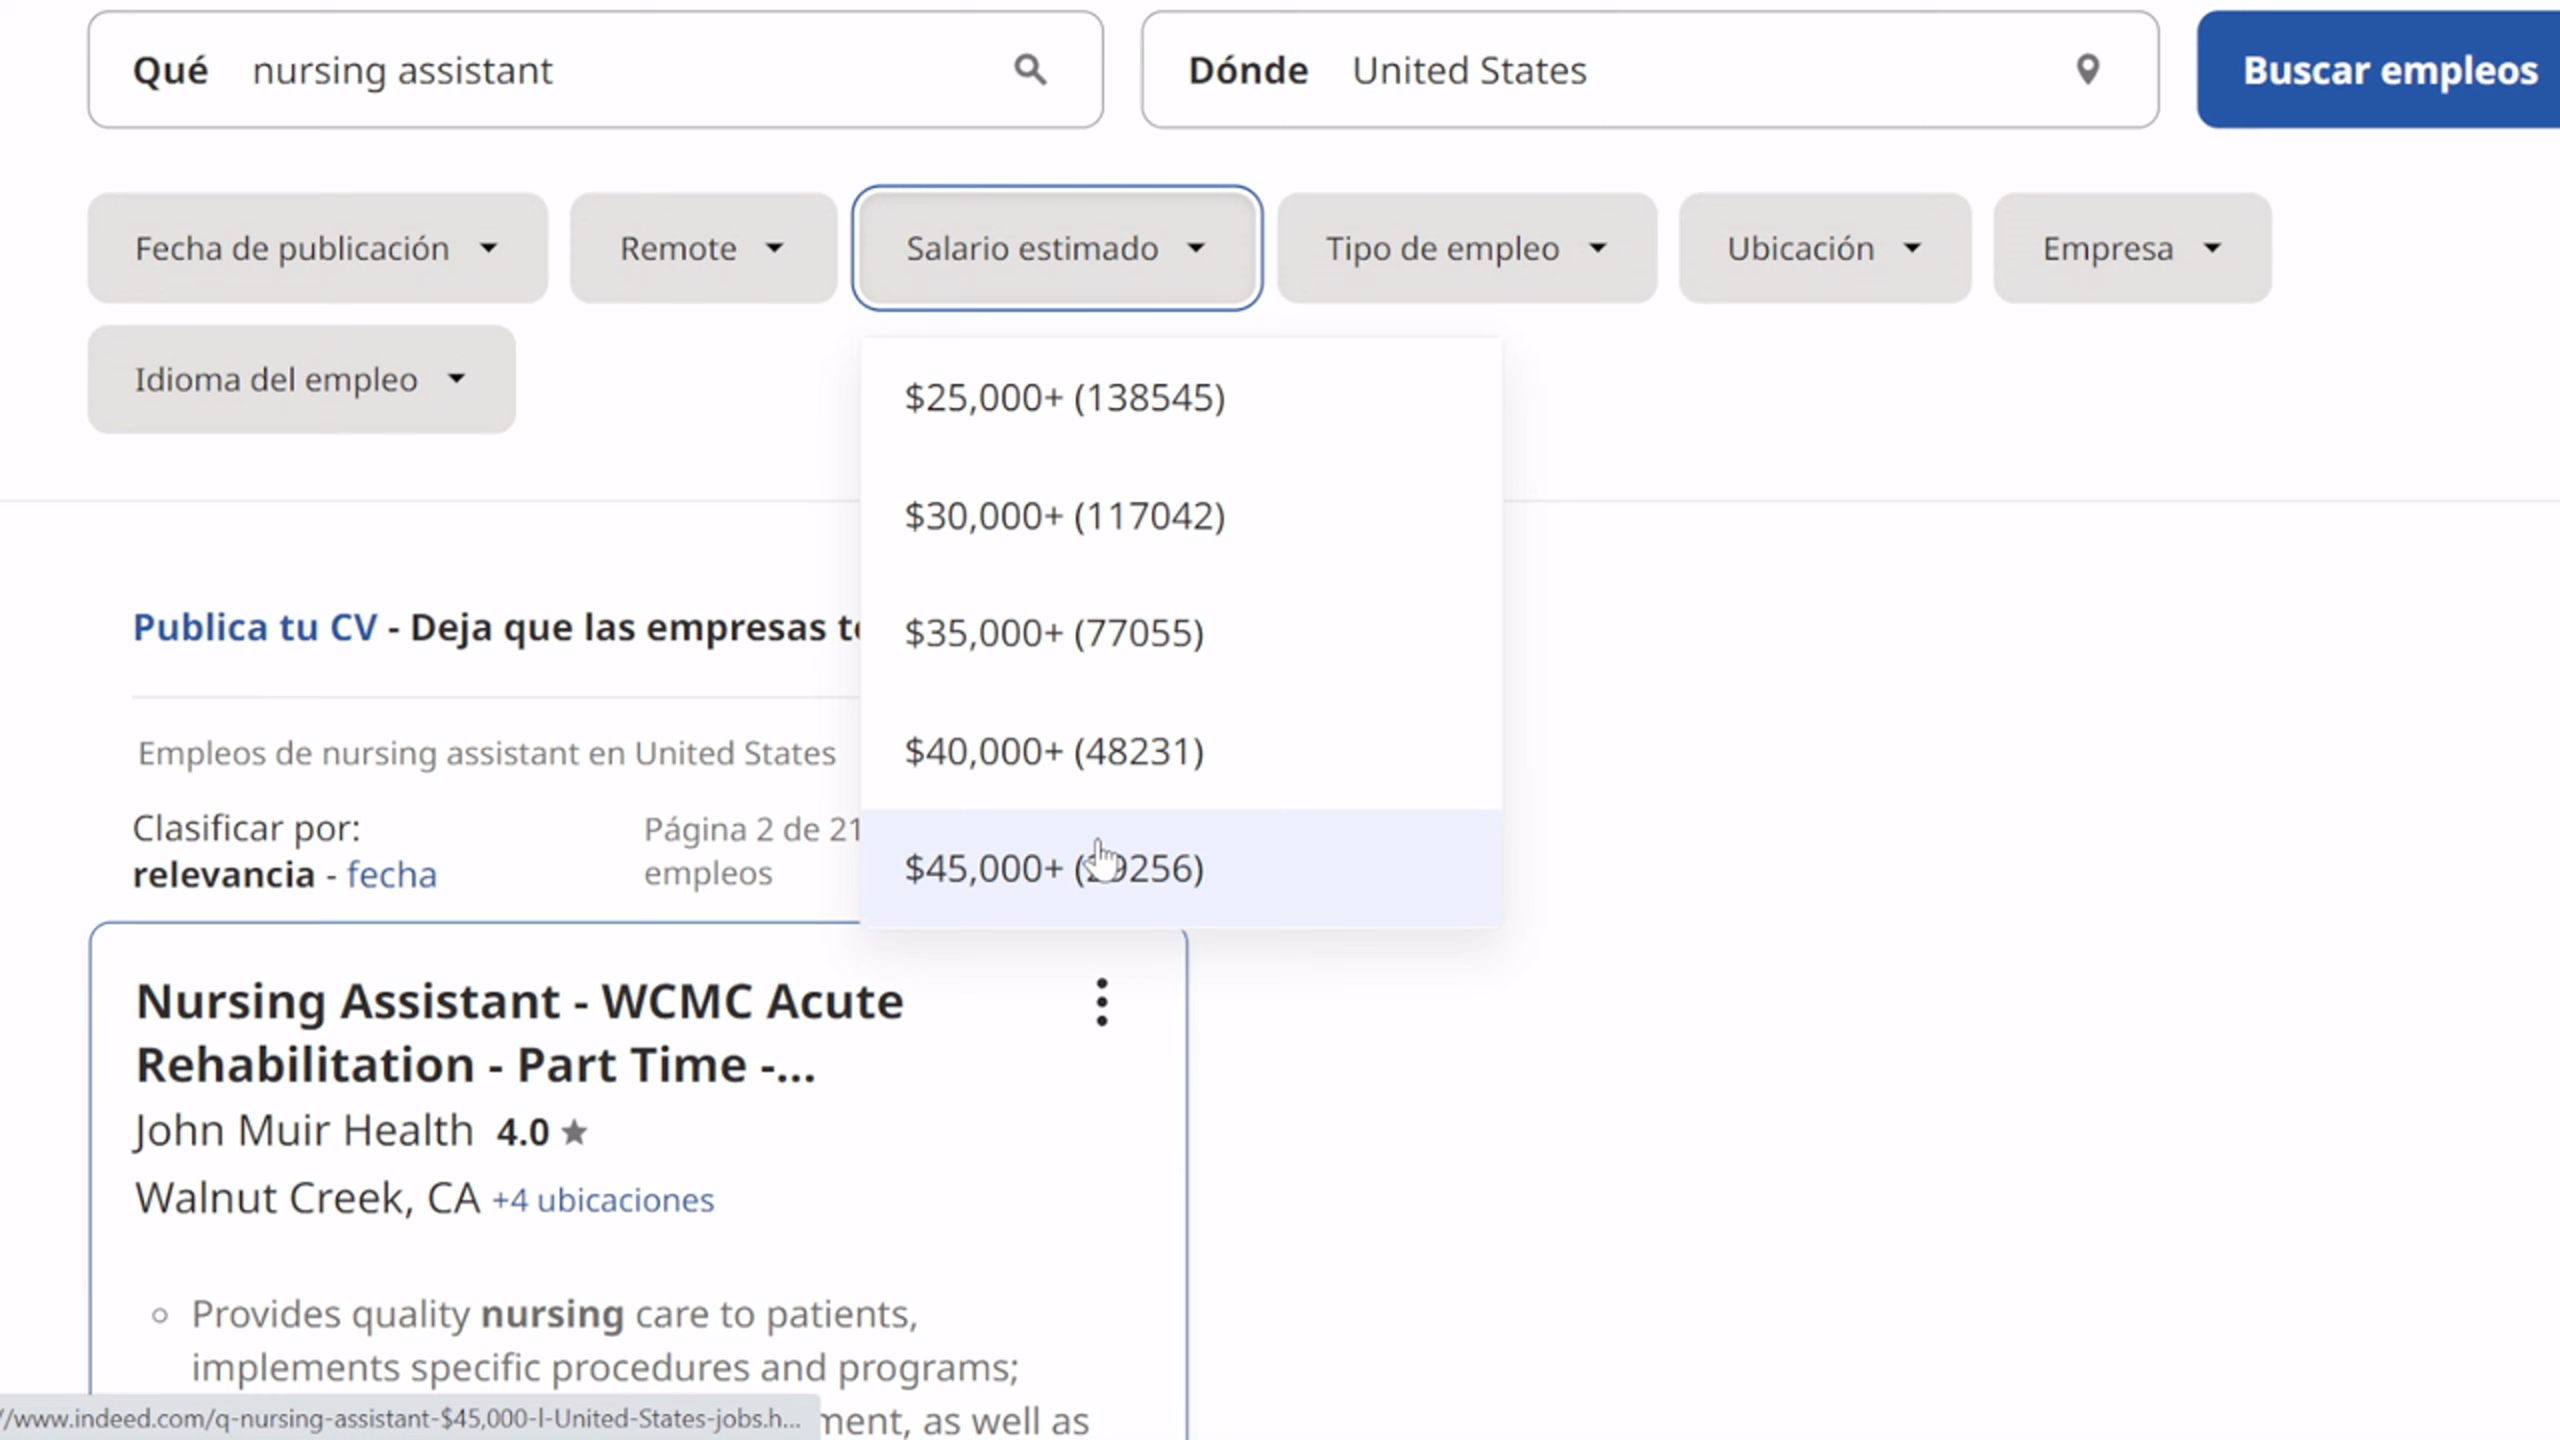 Qué nursing assistant
Dónde United States
Buscar empleos
Fecha de publicación
Remote
Salario estimado
Tipo de empleo
Ubicación
Empresa
Idioma del empleo
$25,000+ (138545)
$30,000+ (117042)
$35,000+ (77055)
$40,000+ (48231)
$45,000+
Publica tu CV - Deja que las empresas
Empleos de nursing assistant en United States
Clasificar por:
relevancia - fecha
Página 2 de 21
empleos
Nursing Assistant - WCMC Acute
Rehabilitation - Part Time -...
John Muir Health 4.0
Walnut Creek, CA +4 ubicaciones
Provides quality nursing care to patients,
implements specific procedures and programs;
, as well as
//www.indeed.com/q-nursing-assistant-$45,000-l-United-States-jobs.h...